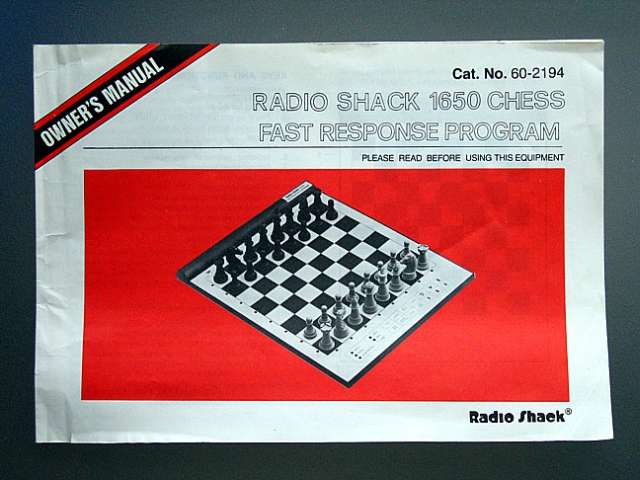 OWNER'S MANUAL
Cat. No. 60-2194
RADIO SHACK 1650 CHESS
FAST RESPONSE PROGRAM
PLEASE READ BEFORE USING THIS EQUIPMENT
Radio Shack®